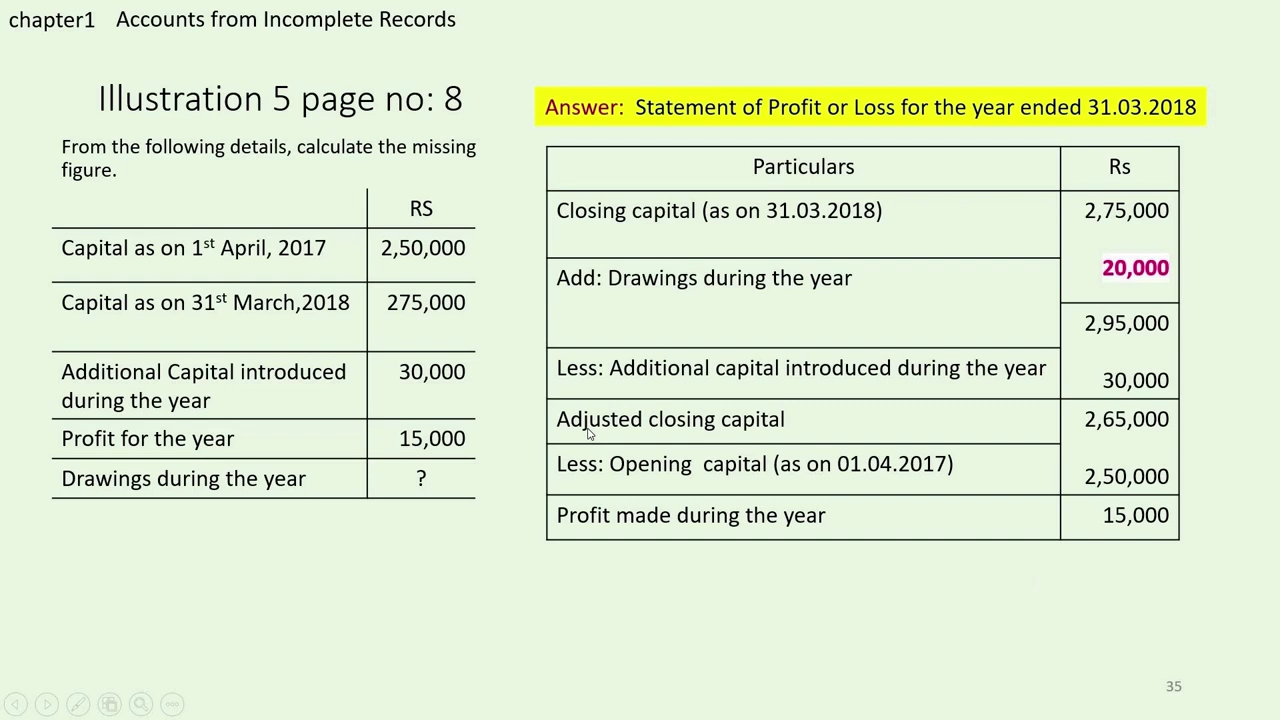 chapter1 Accounts from Incomplete Records
Illustration 5 page no: 8
From the following details, calculate the missing
figure.
RS
Capital as on 1st April, 2017 2,50,000
Capital as on 31st March,2018 275,000
Additional Capital introduced 30,000
during the year
Profit for the year 15,000
Drawings during the year ?
Answer: Statement of Profit or Loss for the year ended 31.03.2018
Particulars Rs
Closing capital (as on 31.03.2018) 2,75,000
Add: Drawings during the year 20,000
2,95,000
Less: Additional capital introduced during the year 30,000
Adjusted closing capital 2,65,000
Less: Opening capital (as on 01.04.2017) 2,50,000
Profit made during the year 15,000
35